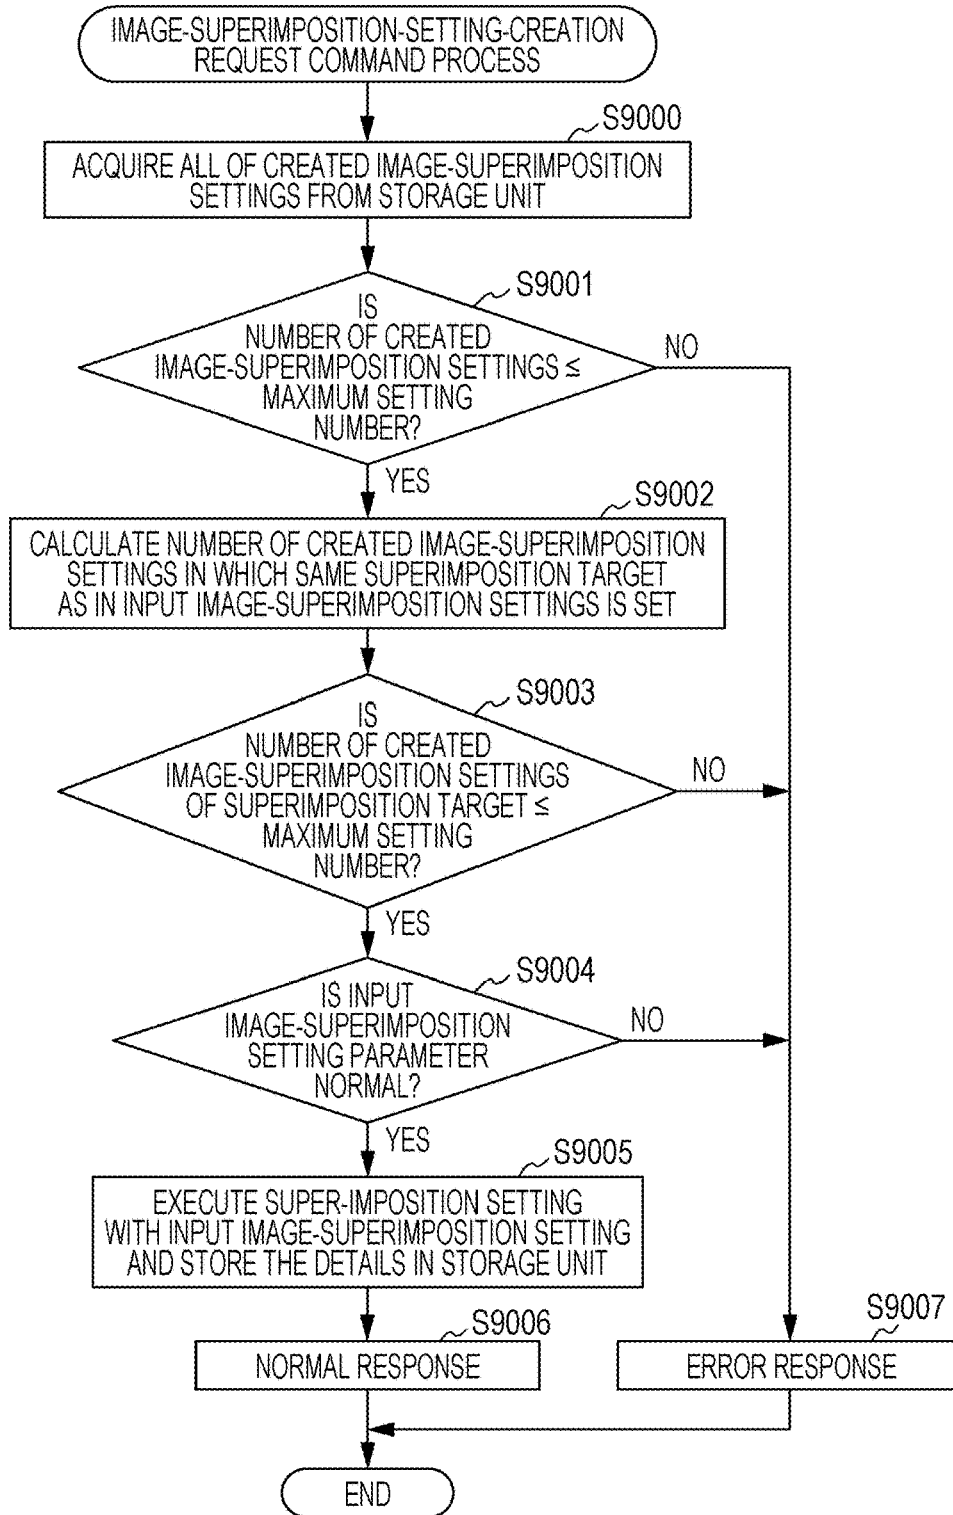 IMAGE-SUPERIMPOSITION-SETTING-CREATION
REQUEST COMMAND PROCESS
S9000
ACQUIRE ALL OF CREATED IMAGE-SUPERIMPOSITION
SETTINGS FROM STORAGE UNIT
S9001
IS
NUMBER OF CREATED
IMAGE-SUPERIMPOSITION SETTINGS ≤
MAXIMUM SETTING
NUMBER?
NO
YES
S9002
CALCULATE NUMBER OF CREATED IMAGE-SUPERIMPOSITION
SETTINGS IN WHICH SAME SUPERIMPOSITION TARGET
AS IN INPUT IMAGE-SUPERIMPOSITION SETTINGS IS SET
S9003
IS
NUMBER OF CREATED
IMAGE-SUPERIMPOSITION SETTINGS
OF SUPERIMPOSITION TARGET ≤
MAXIMUM SETTING
NUMBER?
NO
YES
S9004
IS INPUT
IMAGE-SUPERIMPOSITION
SETTING PARAMETER
NORMAL?
NO
YES
S9005
EXECUTE SUPER-IMPOSITION SETTING
WITH INPUT IMAGE-SUPERIMPOSITION SETTING
AND STORE THE DETAILS IN STORAGE UNIT
S9006
NORMAL RESPONSE
S9007
ERROR RESPONSE
END